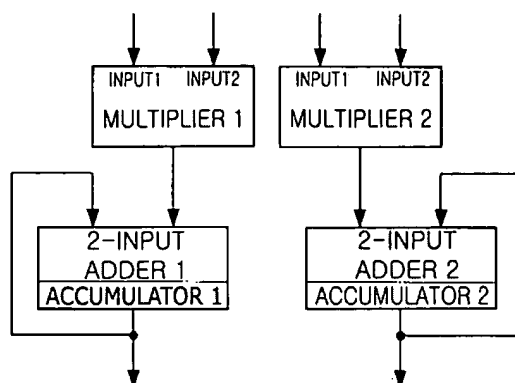 INPUT1 INPUT2
MULTIPLIER 1
INPUT1 INPUT2
MULTIPLIER 2
2-INPUT
ADDER 1
ACCUMULATOR 1
2-INPUT
ADDER 2
ACCUMULATOR 2